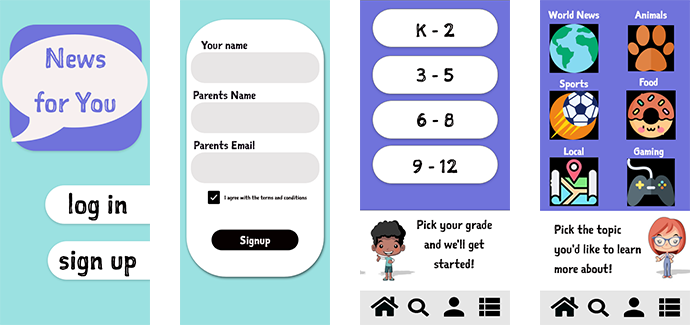 News
for You
log in
sign up
Your name
Parents Name
Parents Email
I agree with the terms and conditions
Signup
K - 2
3 - 5
6 - 8
9 - 12
Pick your grade
and we'll get
started!
World News
Animals
Sports
Food
Local
Gaming
Pick the topic
you'd like to learn
more about!